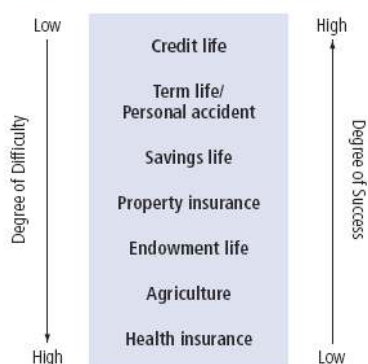 Low
High
Credit life
Term life/
Personal accident
Savings life
Property insurance
Endowment life
Agriculture
Health insurance
Degree of Difficulty
Degree of Success
High
Low